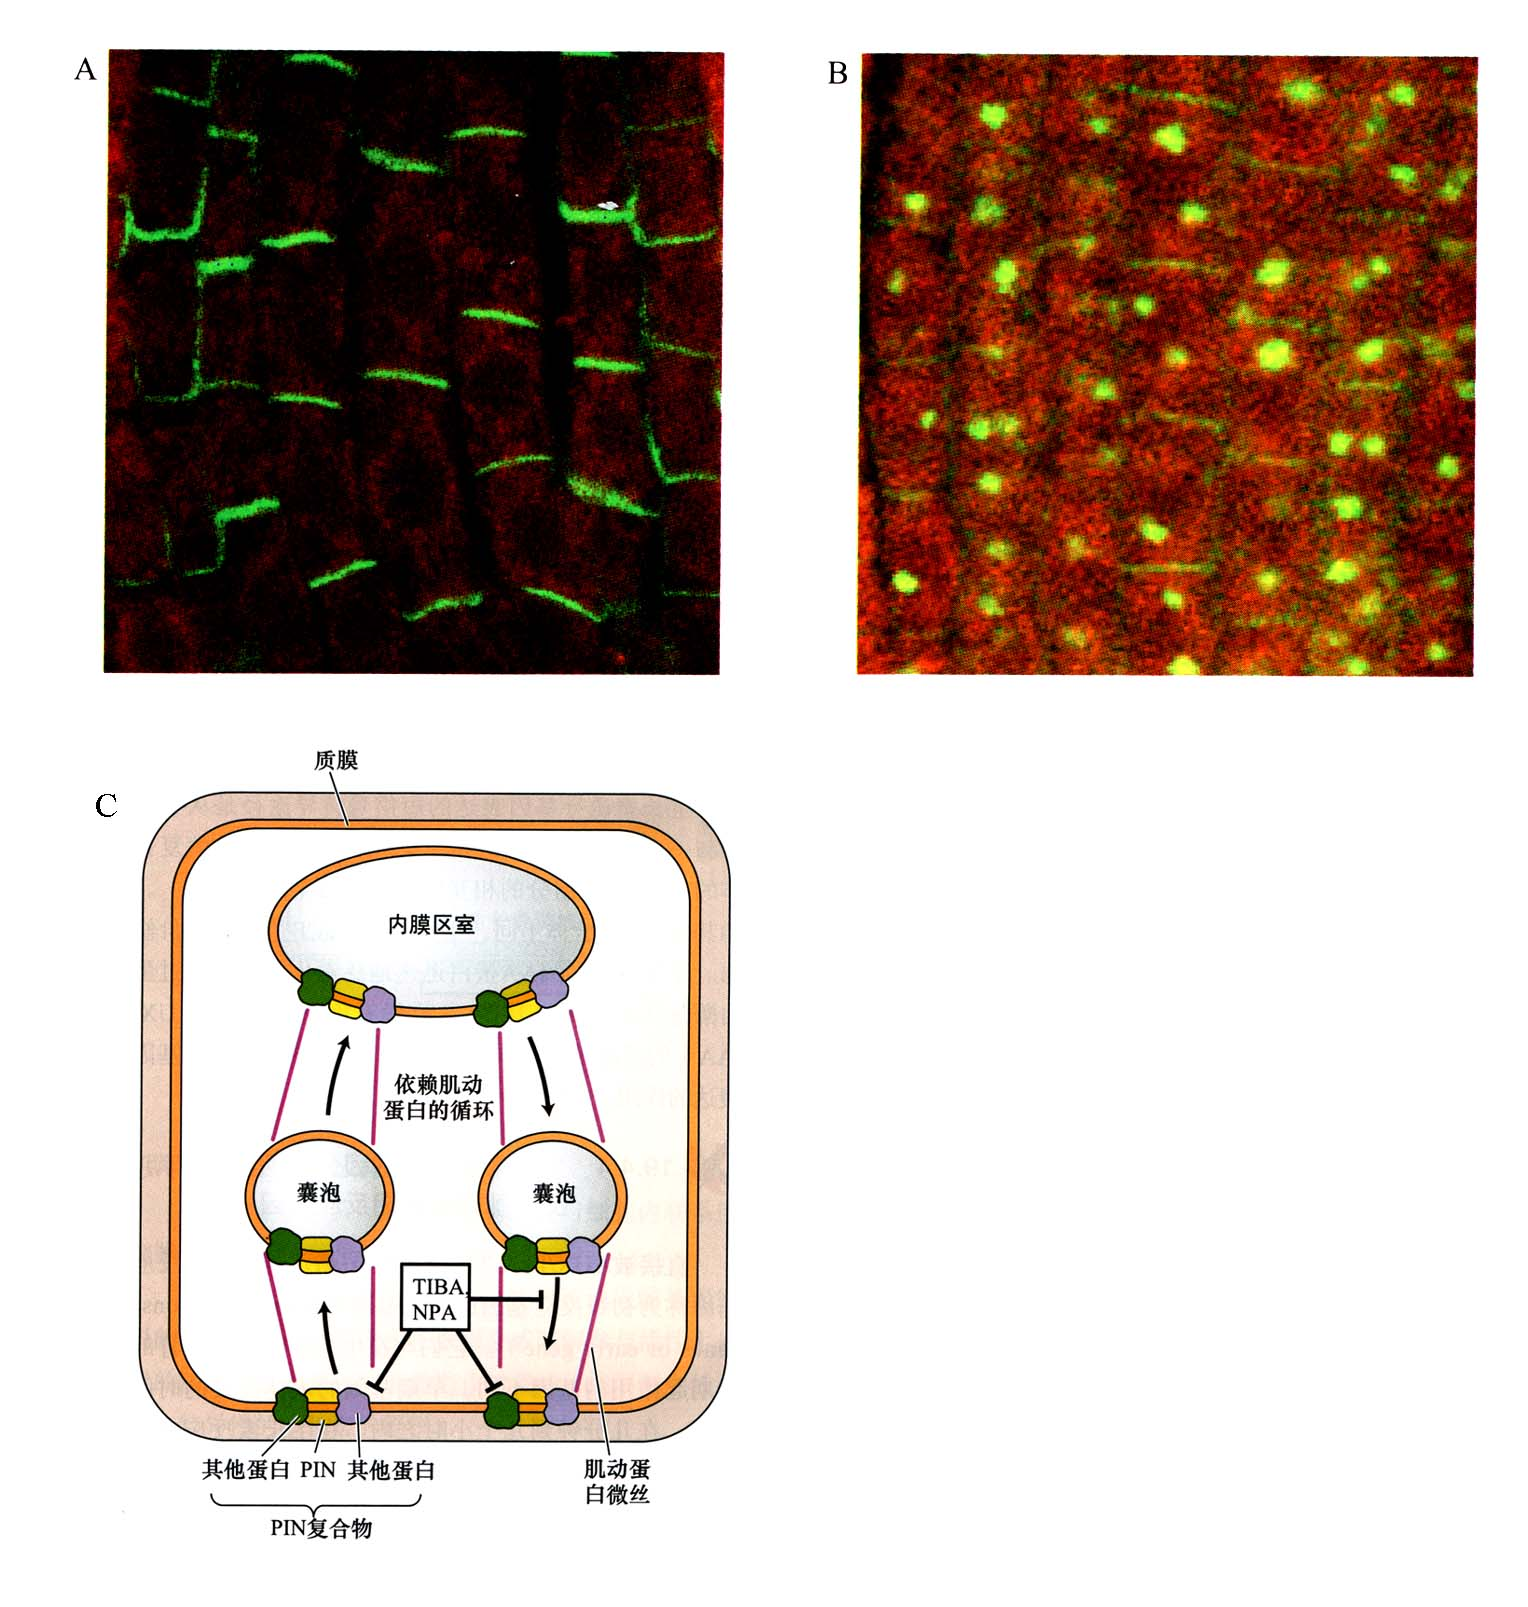 A
B
质膜
C
内膜区室
依赖肌动
蛋白的循环
囊泡
囊泡
TIBA,
NPA
其他蛋白 PIN 其他蛋白
肌动蛋
白微丝
PIN复合物